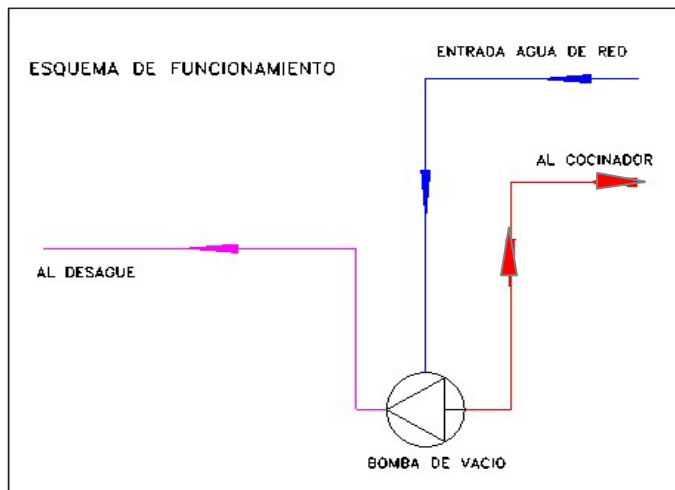 ESQUEMA DE FUNCIONAMIENTO
ENTRADA AGUA DE RED
AL COCINADOR
AL DESAGUE
BOMBA DE VACIO